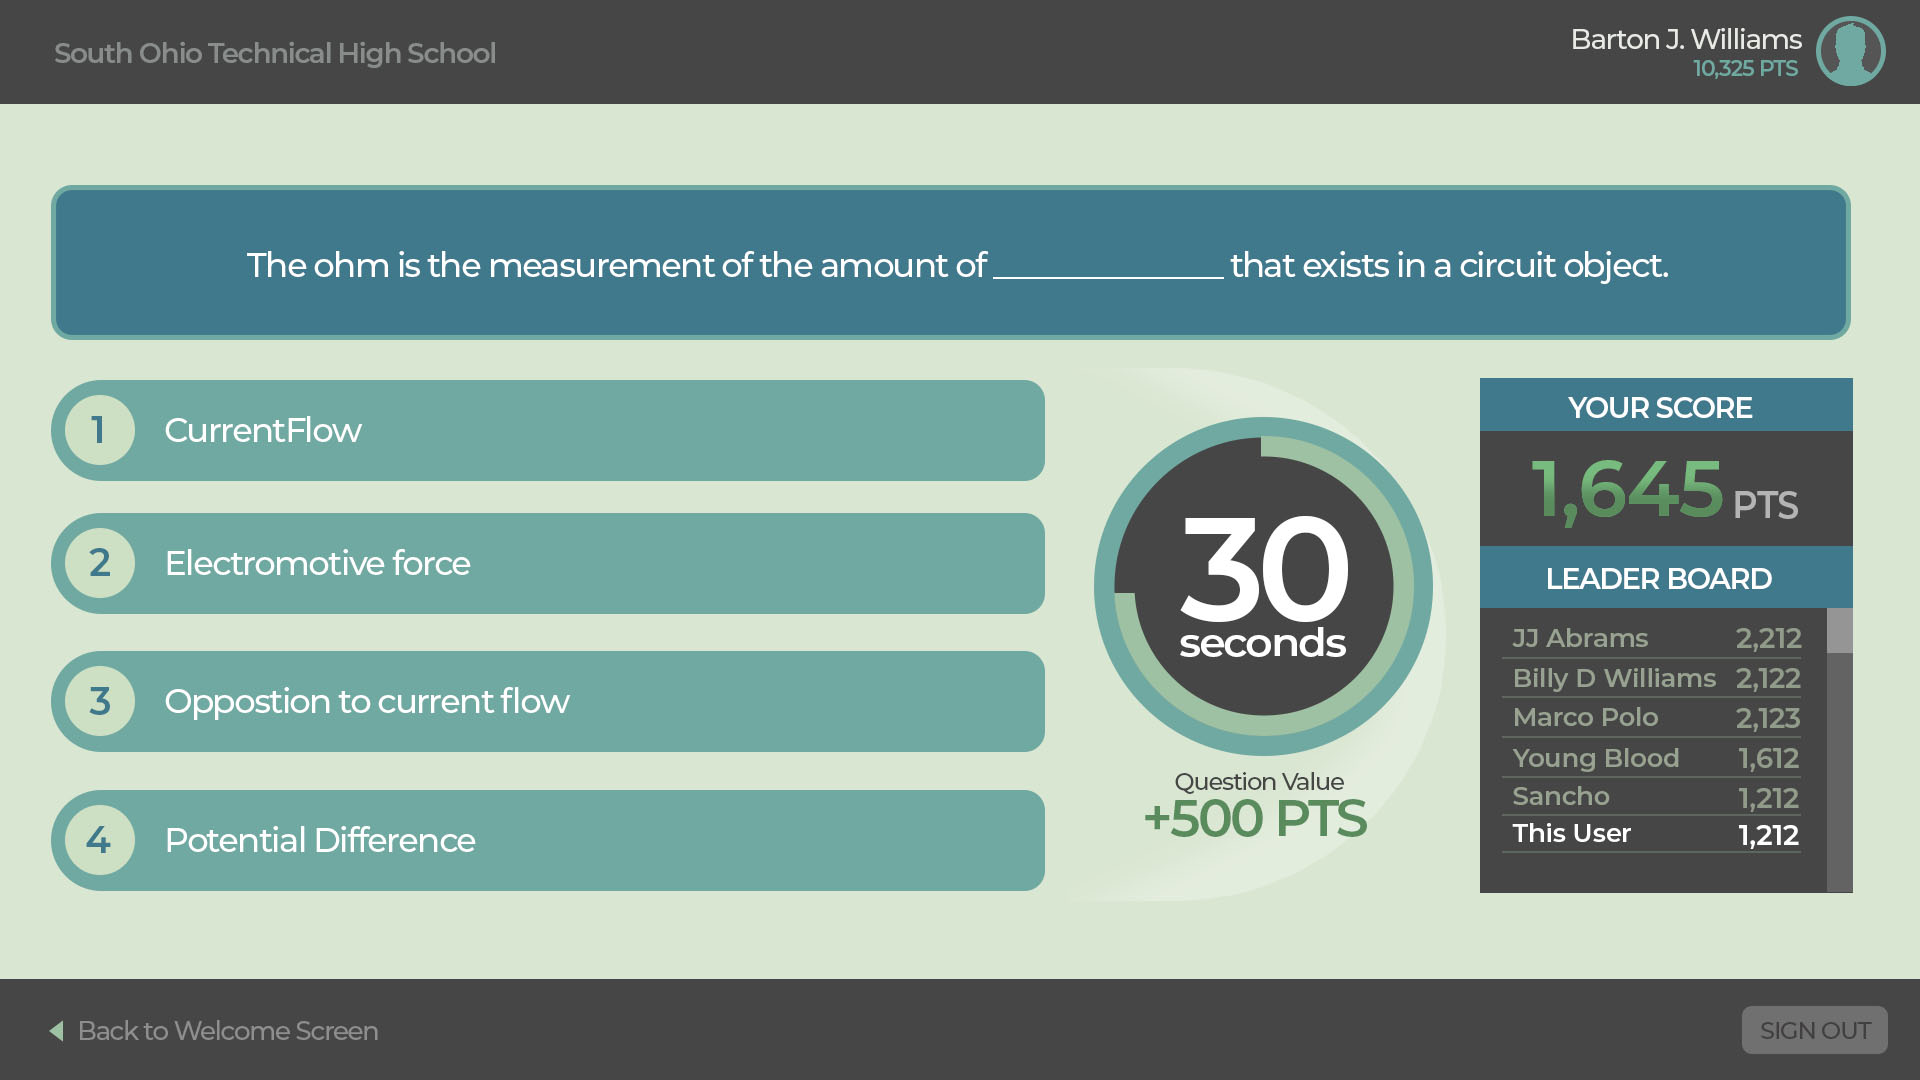 South Ohio Technical High School
Barton J. Williams
10,325 PTS
The ohm is the measurement of the amount of _____________ that exists in a circuit object.
1 CurrentFlow
2 Electromotive force
3 Oppostion to current flow
4 Potential Difference
30
seconds
Question Value
+500 PTS
YOUR SCORE
1,645 PTS
LEADER BOARD
JJ Abrams 2,212
Billy D Williams 2,122
Marco Polo 2,123
Young Blood 1,612
Sancho 1,212
This User 1,212
Back to Welcome Screen
SIGN OUT